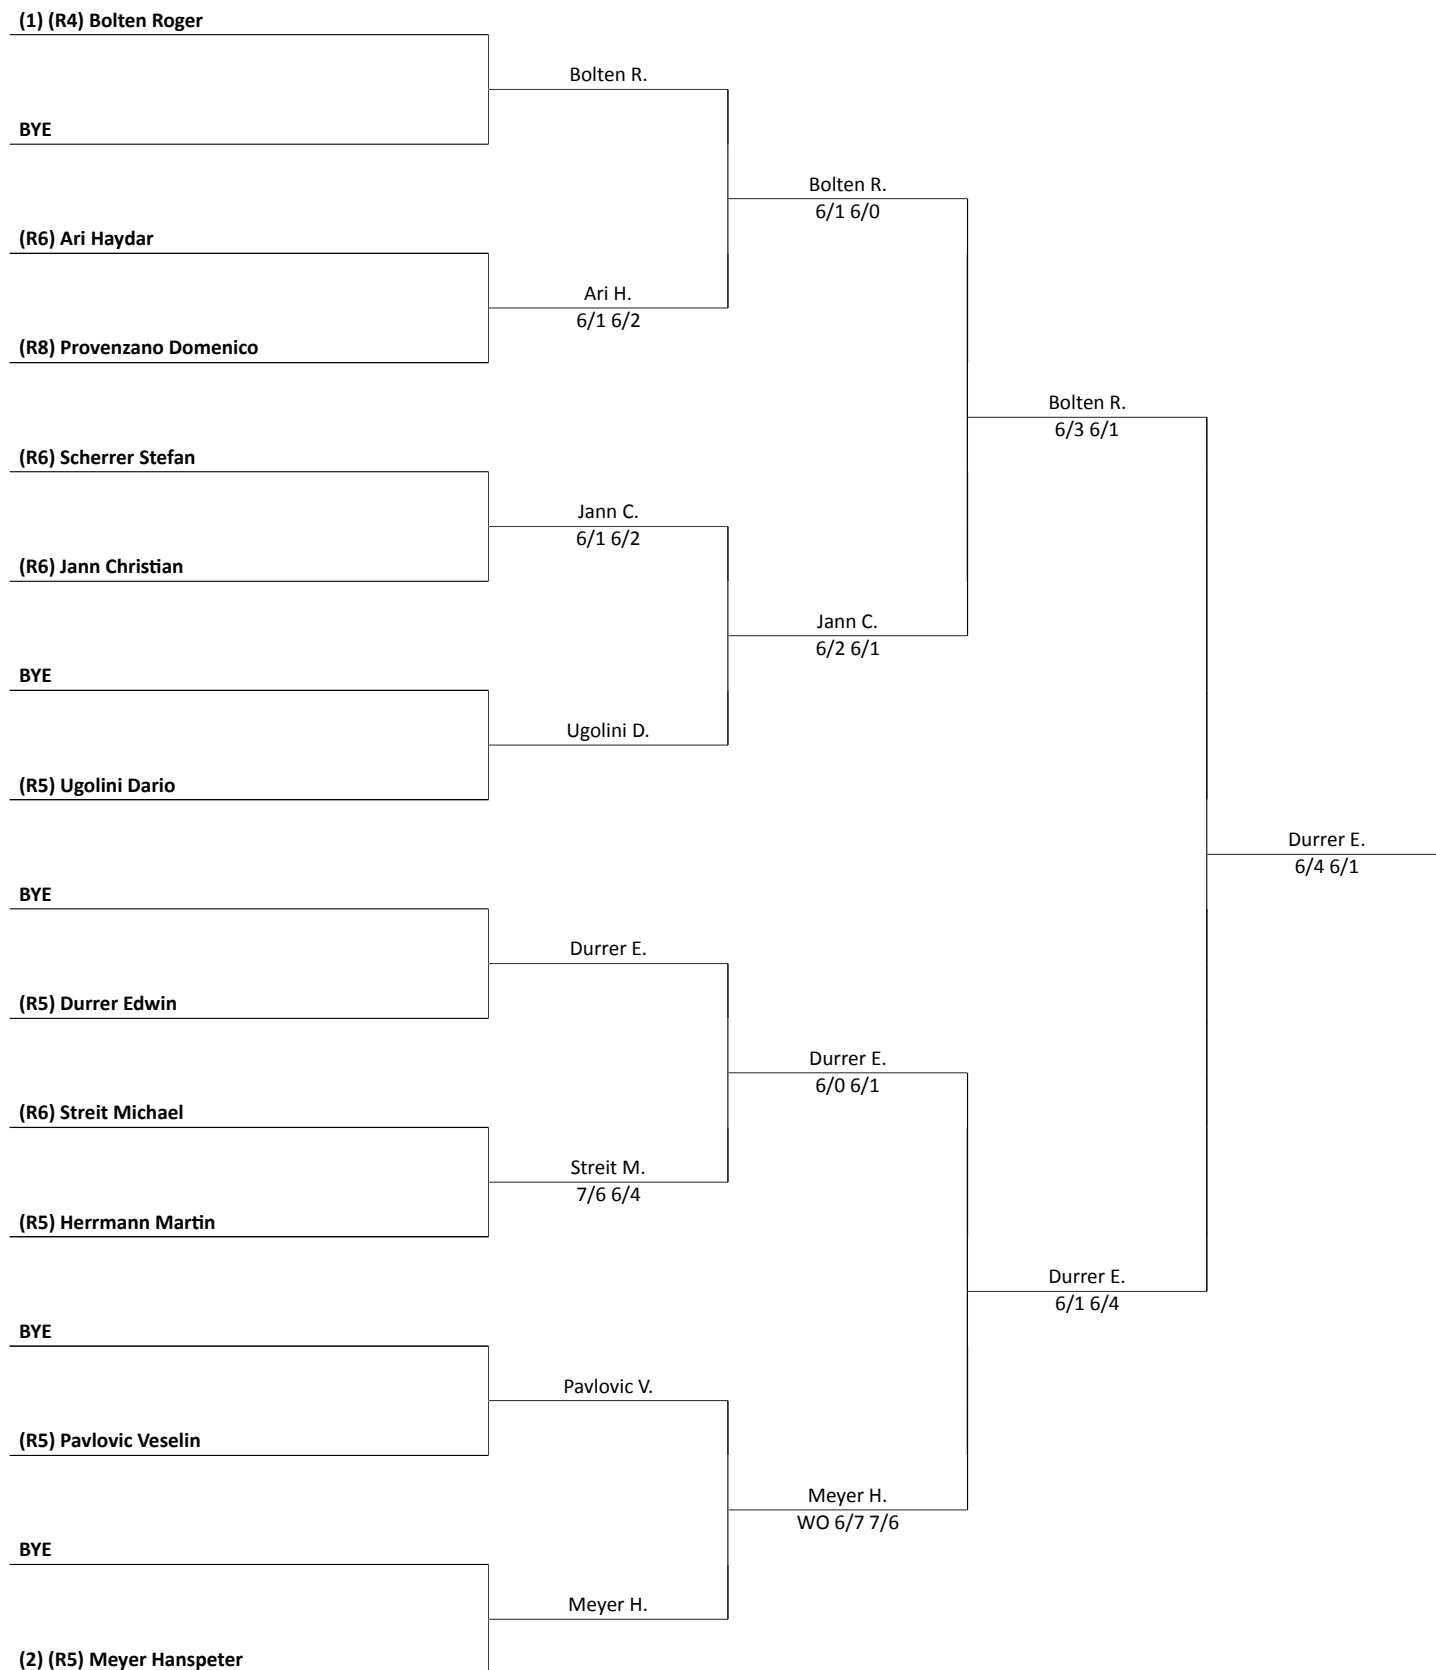 (1) (R4) Bolten Roger
Bolten R.
BYE
Bolten R.
6/1 6/0
(R6) Ari Haydar
Ari H.
6/1 6/2
(R8) Provenzano Domenico
Bolten R.
6/3 6/1
(R6) Scherrer Stefan
Jann C.
6/1 6/2
(R6) Jann Christian
Jann C.
6/2 6/1
BYE
Ugolini D.
(R5) Ugolini Dario
Durrer E.
6/4 6/1
BYE
Durrer E.
(R5) Durrer Edwin
Durrer E.
6/0 6/1
(R6) Streit Michael
Streit M.
7/6 6/4
(R5) Herrmann Martin
Durrer E.
6/1 6/4
BYE
Pavlovic V.
(R5) Pavlovic Veselin
Meyer H.
WO 6/7 7/6
BYE
Meyer H.
(2) (R5) Meyer Hanspeter